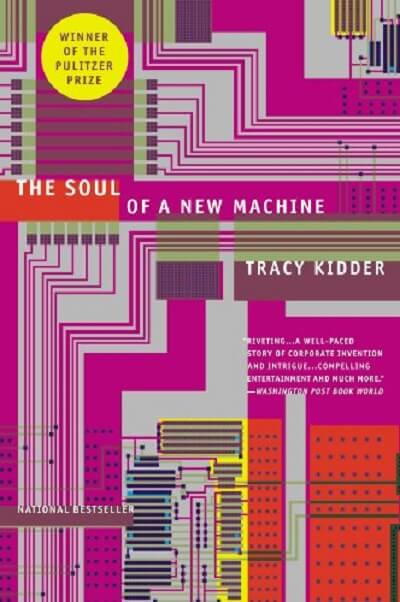 WINNER
OF THE
PULITZER
PRIZE
THE SOUL OF A NEW MACHINE
TRACY KIDDER
"RIVETING...A WELL-PACED
STORY OF CORPORATE INVENTION
AND INTRIGUE...COMPELLING
ENTERTAINMENT AND MUCH MORE."
—WASHINGTON POST BOOK WORLD
NATIONAL BESTSELLER